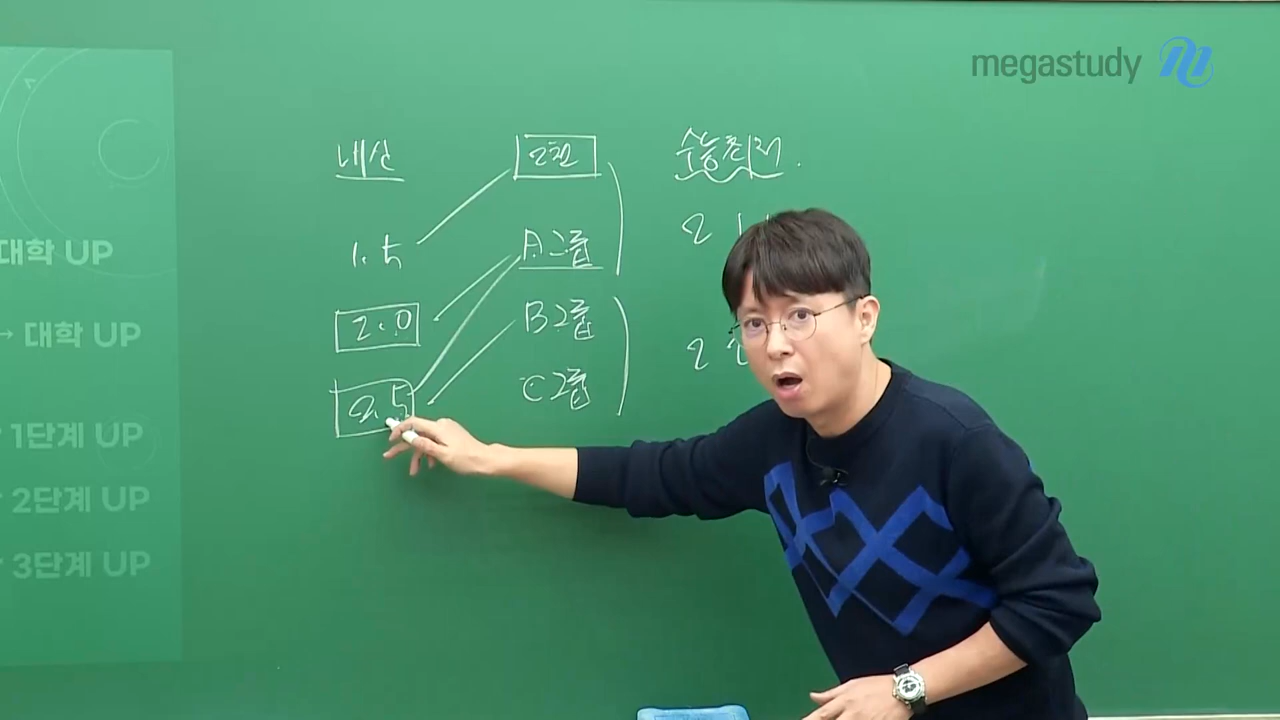 megastudy
대학 UP
→ 대학 UP
1단계 UP
2단계 UP
3단계 UP
내신
1.5
2.0
2.5
인천
A그룹
B그룹
C그룹
수능최저.